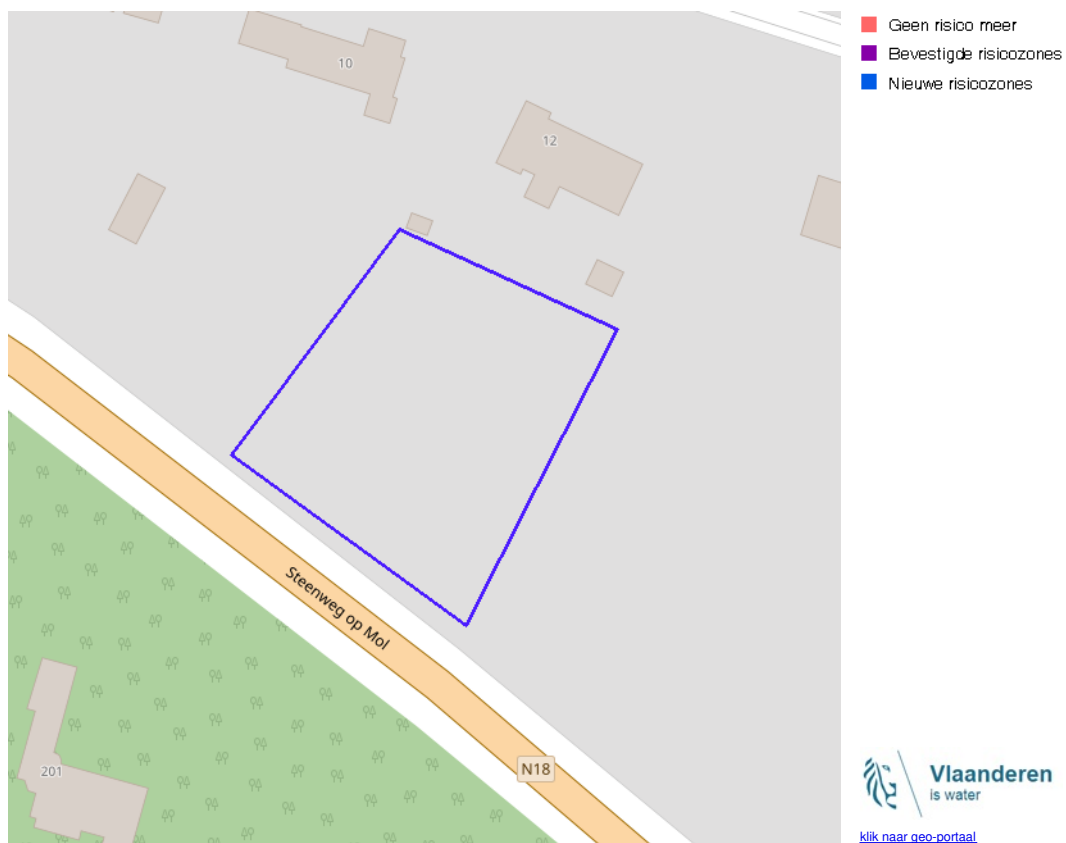 Geen risico meer
Bevestigde risicozones
Nieuwe risicozones
10
12
Steenweg op Mol
N18
201
Vlaanderen
is water
klik naar geo-portaal